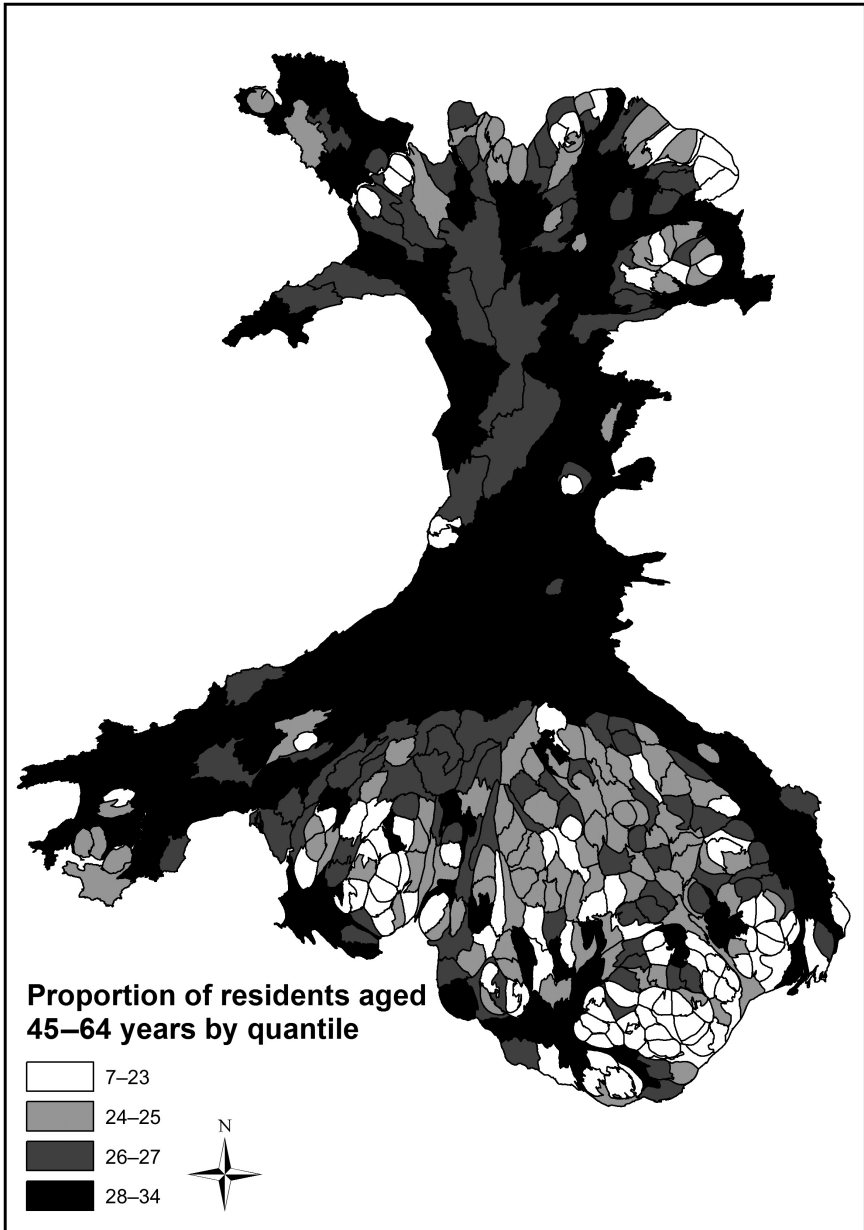 Proportion of residents aged
45–64 years by quantile
7–23
24–25
26–27
28–34
N